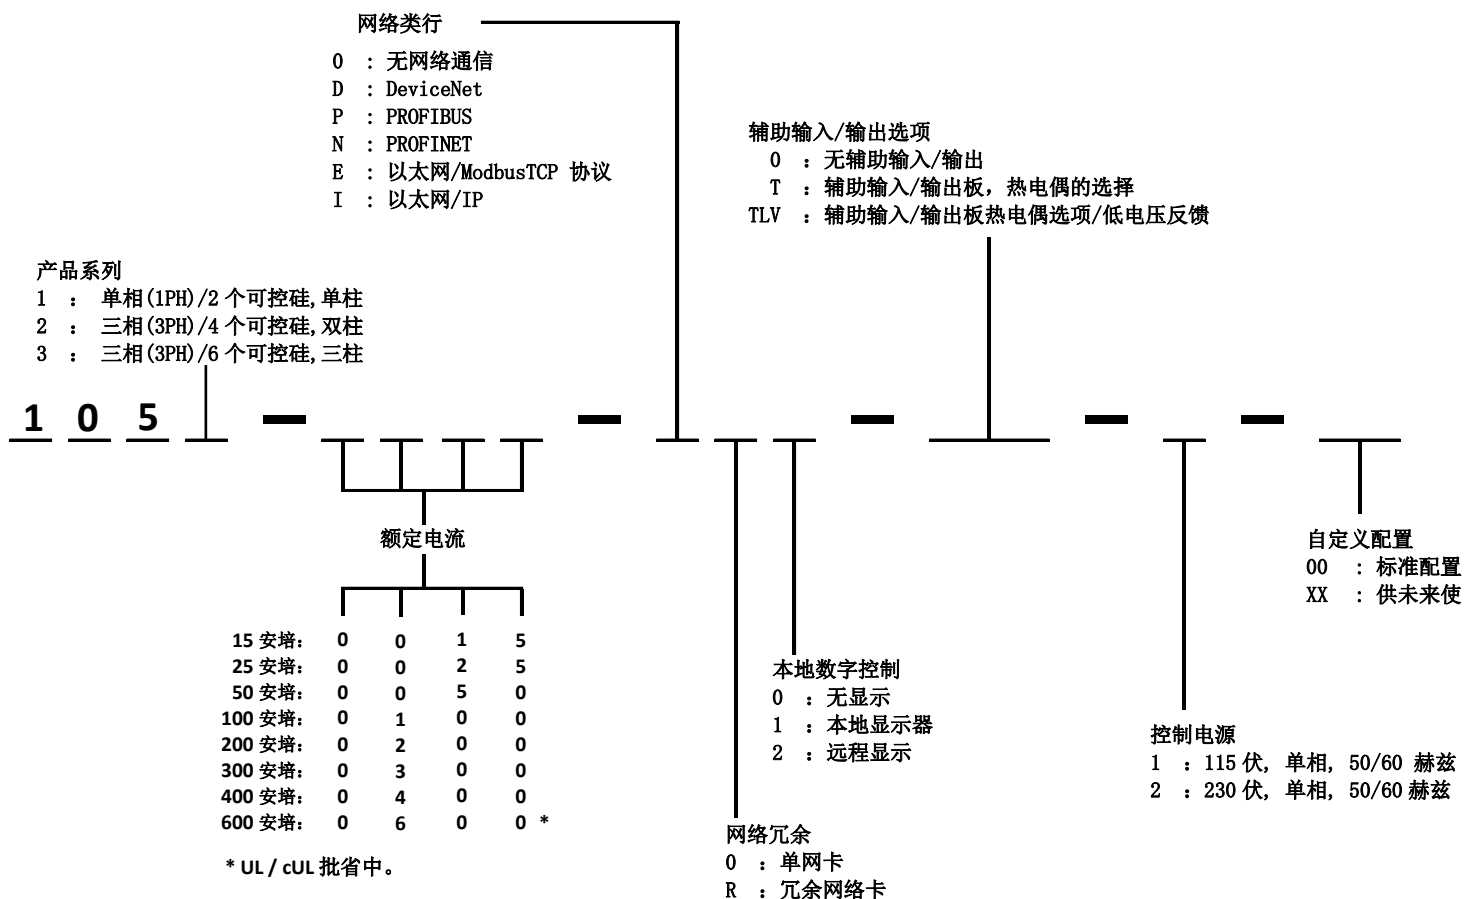 网络类行
0 : 无网络通信
D : DeviceNet
P : PROFIBUS
N : PROFINET
E : 以太网/ModbusTCP 协议
I : 以太网/IP
辅助输入/输出选项
0 : 无辅助输入/输出
T : 辅助输入/输出板, 热电偶的选择
TLV : 辅助输入/输出板热电偶选项/低电压反馈
产品系列
1 : 单相(1PH)/2 个可控硅,单柱
2 : 三相(3PH)/4 个可控硅,双柱
3 : 三相(3PH)/6 个可控硅,三柱
1 0 5
额定电流
15 安培: 0 0 1 5
25 安培: 0 0 2 5
50 安培: 0 0 5 0
100 安培: 0 1 0 0
200 安培: 0 2 0 0
300 安培: 0 3 0 0
400 安培: 0 4 0 0
600 安培: 0 6 0 0 *
* UL / cUL 批省中。
网络冗余
0 : 单网卡
R : 冗余网络卡
本地数字控制
0 : 无显示
1 : 本地显示器
2 : 远程显示
控制电源
1 : 115 伏, 单相, 50/60 赫兹
2 : 230 伏, 单相, 50/60 赫兹
自定义配置
00 : 标准配置
XX : 供未来使